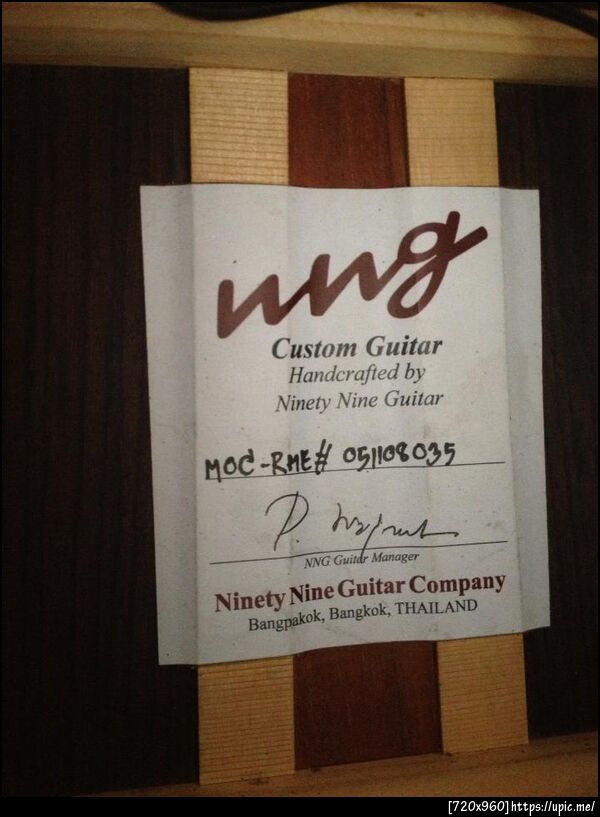 nng
Custom Guitar
Handcrafted by
Ninety Nine Guitar
MOC-RME# 051108035
P.
NNG Guitar Manager
Ninety Nine Guitar Company
Bangpakok, Bangkok, THAILAND
[720x960]https://upic.me/